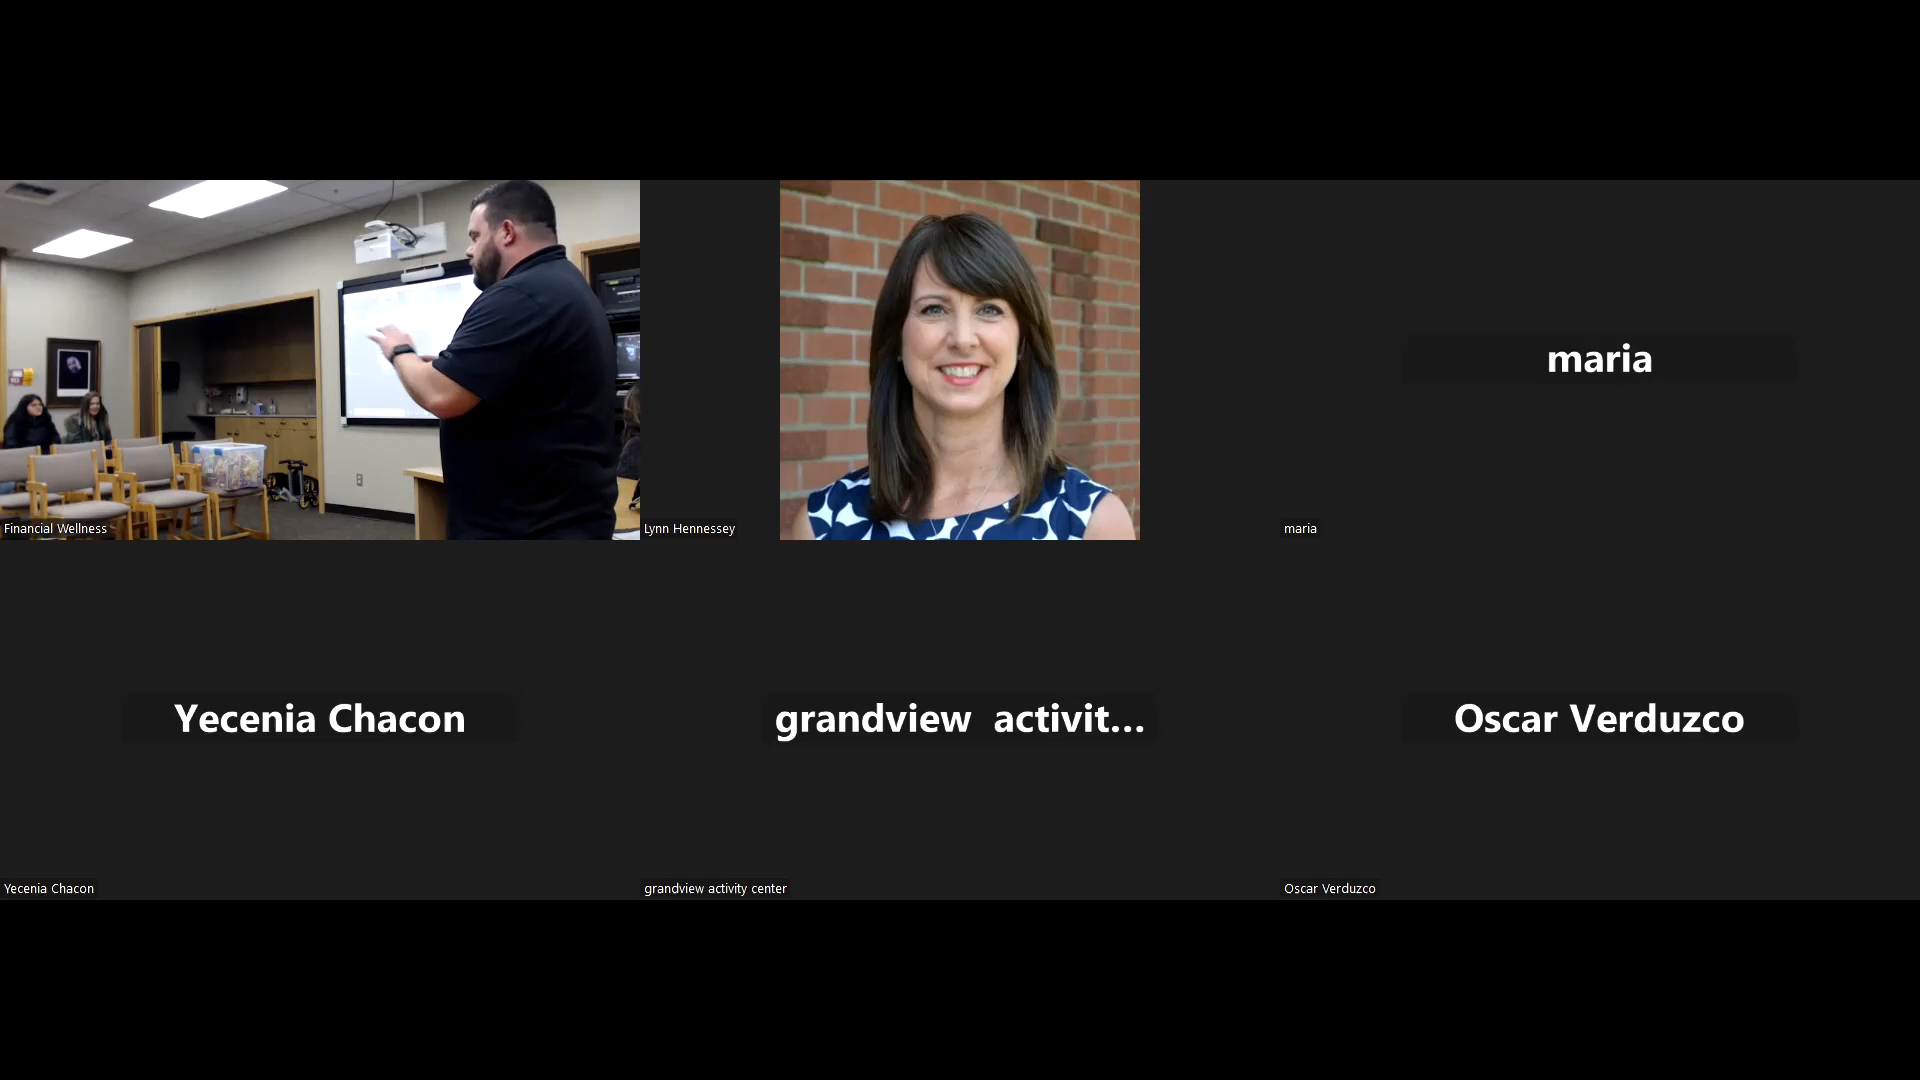 Financial Wellness
Lynn Hennessey
maria
maria
Yecenia Chacon
Yecenia Chacon
grandview activit...
grandview activity center
Oscar Verduzco
Oscar Verduzco